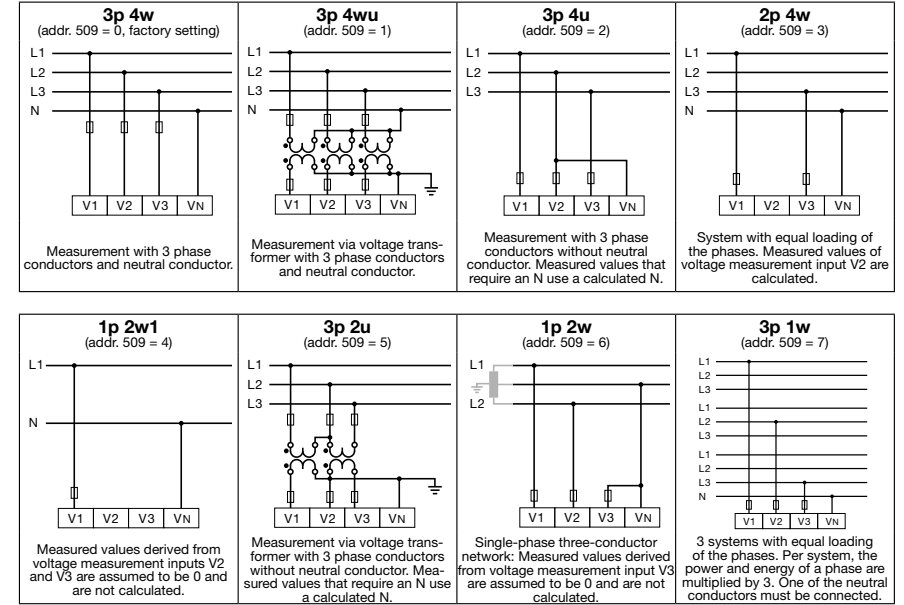 3p 4w
(addr. 509 = 0, factory setting)
L1
L2
L3
N
V1 V2 V3 VN
Measurement with 3 phase
conductors and neutral conductor.
3p 4wu
(addr. 509 = 1)
L1
L2
L3
N
V1 V2 V3 VN
Measurement via voltage trans-
former with 3 phase conductors
and neutral conductor.
3p 4u
(addr. 509 = 2)
L1
L2
L3
V1 V2 V3 VN
Measurement with 3 phase
conductors without neutral
conductor. Measured values that
require an N use a calculated N.
2p 4w
(addr. 509 = 3)
L1
L2
L3
N
V1 V2 V3 VN
System with equal loading of
the phases. Measured values of
voltage measurement input V2 are
calculated.
1p 2w1
(addr. 509 = 4)
L1
N
V1 V2 V3 VN
Measured values derived from
voltage measurement inputs V2
and V3 are assumed to be 0 and
are not calculated.
3p 2u
(addr. 509 = 5)
L1
L2
L3
V1 V2 V3 VN
Measurement via voltage trans-
former with 3 phase conductors
without neutral conductor. Mea-
sured values that require an N use
a calculated N.
1p 2w
(addr. 509 = 6)
L1
L2
V1 V2 V3 VN
Single-phase three-conductor
network: Measured values derived
from voltage measurement input V3
are assumed to be 0 and are not
calculated.
3p 1w
(addr. 509 = 7)
L1
L2
L3
L1
L2
L3
L1
L2
L3
N
V1 V2 V3 VN
3 systems with equal loading
of the phases. Per system, the
power and energy of a phase are
multiplied by 3. One of the neutral
conductors must be connected.